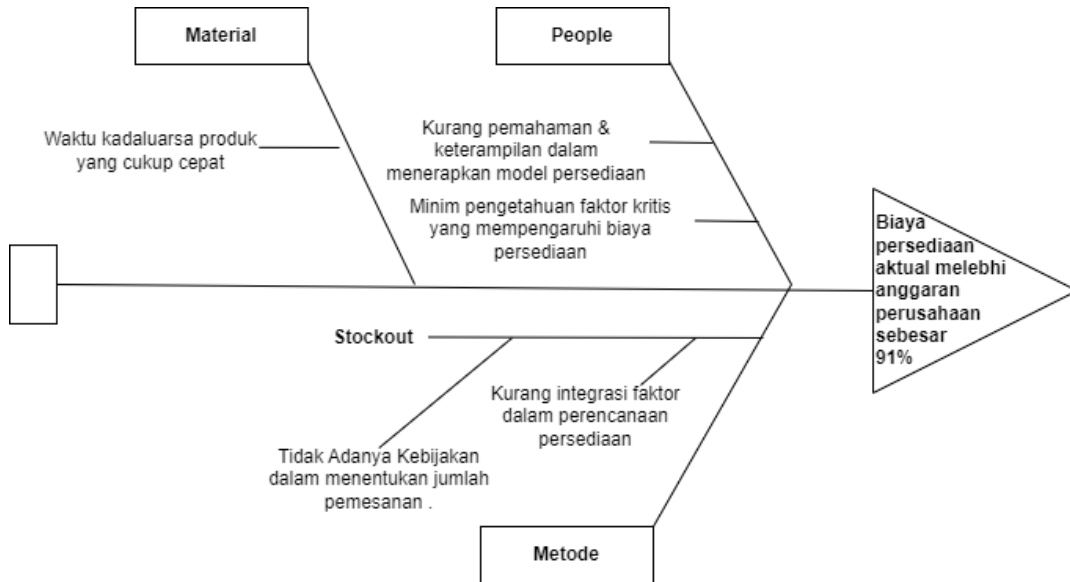 Material
People
Waktu kadaluarsa produk
yang cukup cepat
Kurang pemahaman &
keterampilan dalam
menerapkan model persediaan
Minim pengetahuan faktor kritis
yang mempengaruhi biaya
persediaan
Biaya
persediaan
aktual melebhi
anggaran
perusahaan
sebesar
91%
Stockout
Kurang integrasi faktor
dalam perencanaan
persediaan
Tidak Adanya Kebijakan
dalam menentukan jumlah
pemesanan .
Metode